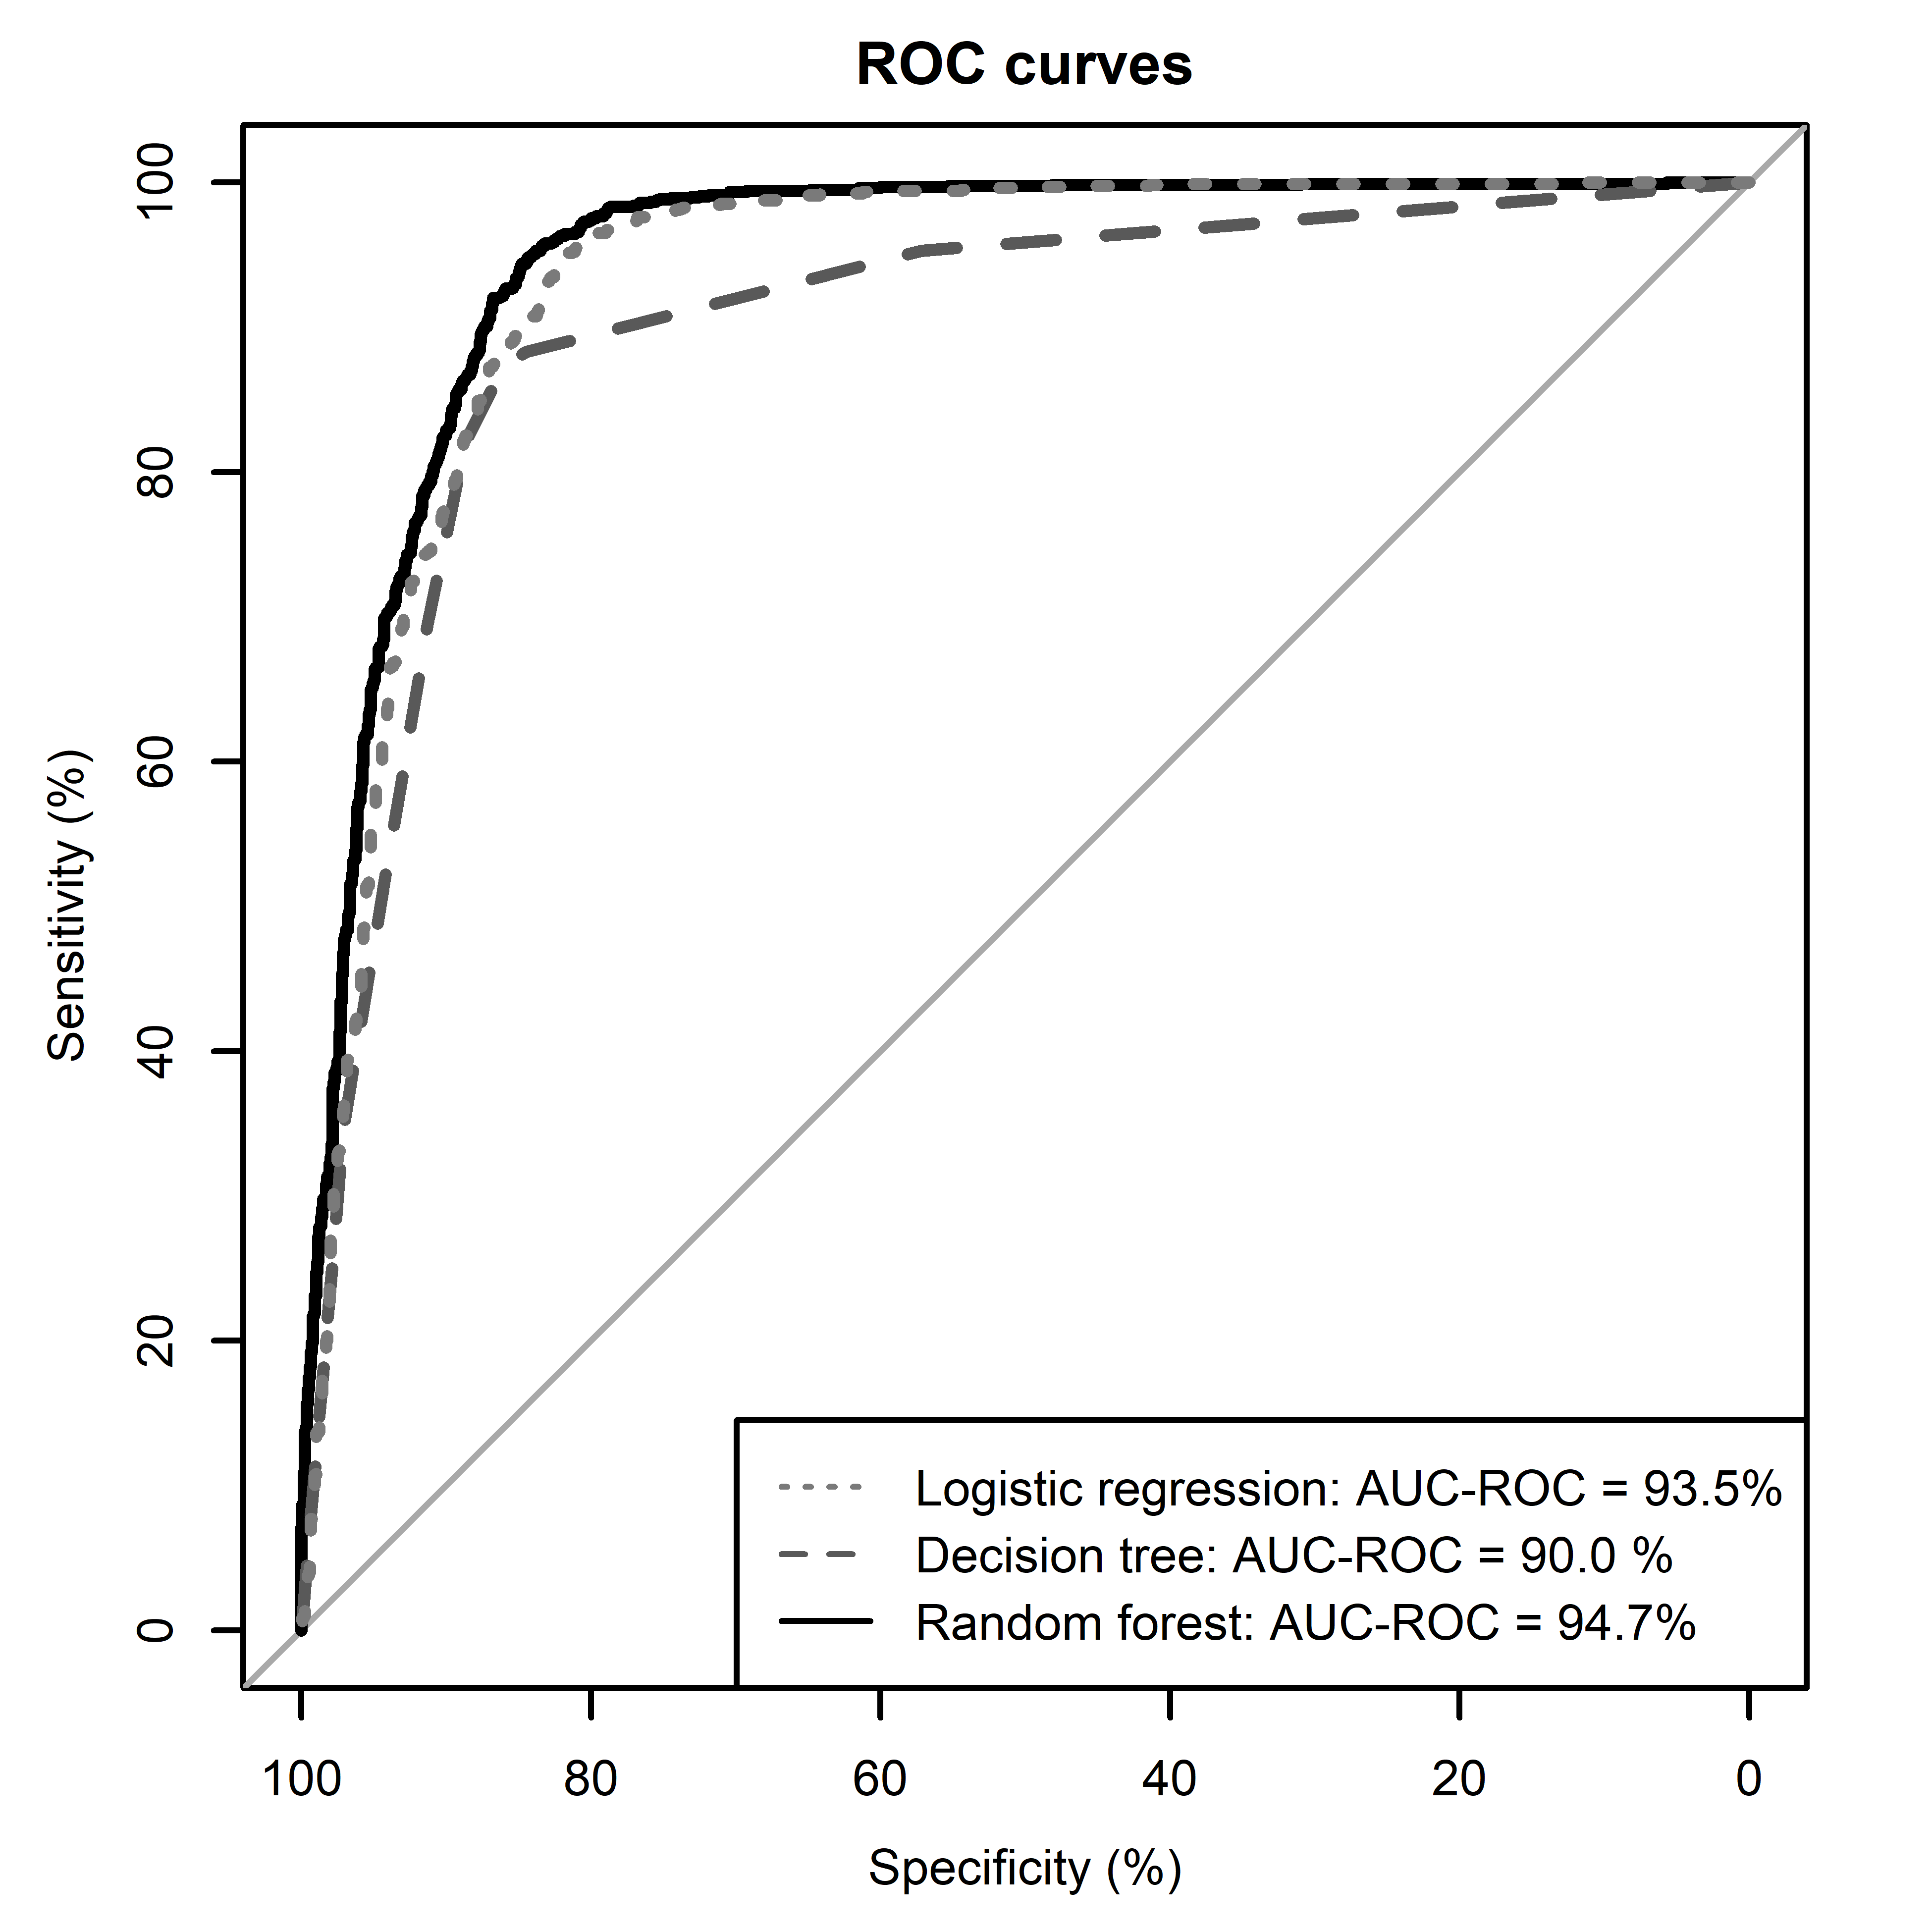 ROC curves
Sensitivity (%)
100
80
60
40
20
0
Logistic regression: AUC-ROC = 93.5%
Decision tree: AUC-ROC = 90.0 %
Random forest: AUC-ROC = 94.7%
100 80 60 40 20 0
Specificity (%)